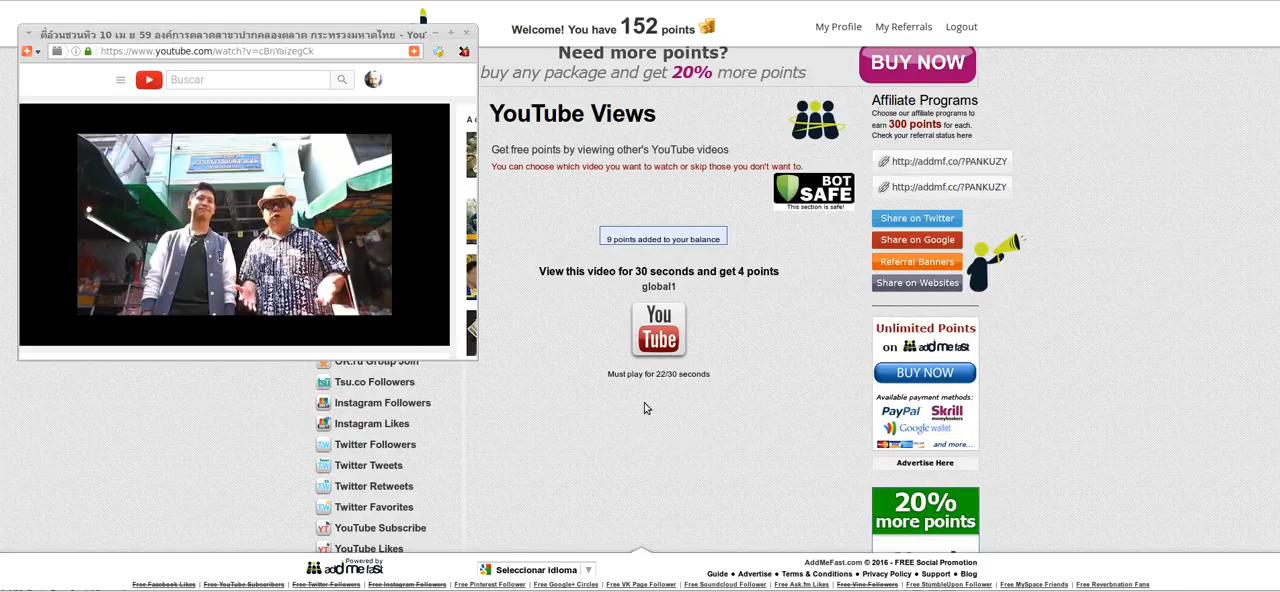 ตี๋อ้วนชวนหิว 10 เม ย 59 องค์การตลาดสาขาปากคลองตลาด กระทรวงมหาดไทย - You
https://www.youtube.com/watch?v=cBnYaizegCk
Buscar
Welcome! You have 152 points
My Profile
My Referrals
Logout
Need more points?
buy any package and get 20% more points
BUY NOW
YouTube Views
Get free points by viewing other's YouTube videos
You can choose which video you want to watch or skip those you don't want to.
BOT SAFE
This section is safe!
9 points added to your balance
View this video for 30 seconds and get 4 points
global1
You Tube
Must play for 22/30 seconds
Affiliate Programs
Choose our affiliate programs to
earn 300 points for each.
Check your referral status here
http://addmf.co/?PANKUZY
http://addmf.cc/?PANKUZY
Share on Twitter
Share on Google
Referral Banners
Share on Websites
Unlimited Points
on addmefast
BUY NOW
Available payment methods:
PayPal Skrill
moneybookers
Google wallet
and more...
Advertise Here
20%
more points
OK.ru Group Join
Tsu.co Followers
Instagram Followers
Instagram Likes
Twitter Followers
Twitter Tweets
Twitter Retweets
Twitter Favorites
YouTube Subscribe
YouTube Likes
Powered by
addmefast
Seleccionar idioma ▼
AddMeFast.com © 2016 - FREE Social Promotion
Guide • Advertise • Terms & Conditions • Privacy Policy • Support • Blog
Free Facebook Likes | Free YouTube Subscribers | Free Twitter Followers | Free Instagram Followers | Free Pinterest Follower | Free Google+ Circles | Free VK Page Follower | Free Soundcloud Follower | Free Ask.fm Likes | Free Vine Followers | Free StumbleUpon Follower | Free MySpace Friends | Free Reverbnation Fans